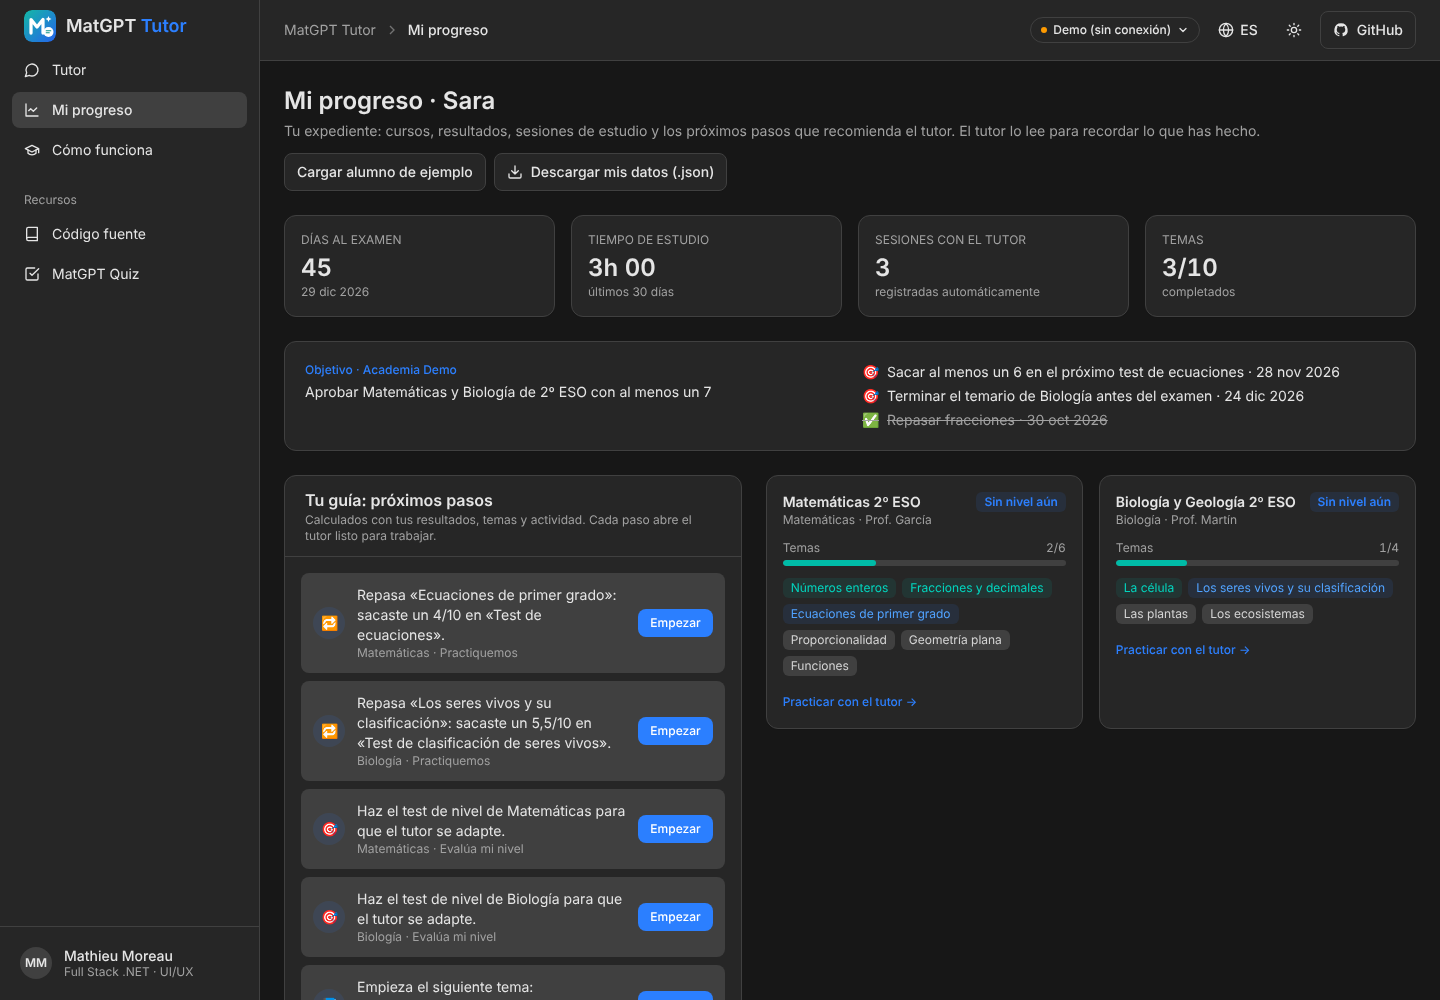 MatGPT Tutor
Tutor
Mi progreso
Cómo funciona
Recursos
Código fuente
MatGPT Quiz
MM
Mathieu Moreau
Full Stack .NET · UI/UX
MatGPT Tutor > Mi progreso
Demo (sin conexión)
ES
GitHub
Mi progreso · Sara
Tu expediente: cursos, resultados, sesiones de estudio y los próximos pasos que recomienda el tutor. El tutor lo lee para recordar lo que has hecho.
Cargar alumno de ejemplo
Descargar mis datos (.json)
DÍAS AL EXAMEN
45
29 dic 2026
TIEMPO DE ESTUDIO
3h 00
últimos 30 días
SESIONES CON EL TUTOR
3
registradas automáticamente
TEMAS
3/10
completados
Objetivo · Academia Demo
Aprobar Matemáticas y Biología de 2º ESO con al menos un 7
Sacar al menos un 6 en el próximo test de ecuaciones · 28 nov 2026
Terminar el temario de Biología antes del examen · 24 dic 2026
Repasar fracciones · 30 oct 2026
Tu guía: próximos pasos
Calculados con tus resultados, temas y actividad. Cada paso abre el
tutor listo para trabajar.
Repasa «Ecuaciones de primer grado»:
sacaste un 4/10 en «Test de
ecuaciones».
Matemáticas · Practiquemos
Empezar
Repasa «Los seres vivos y su
clasificación»: sacaste un 5,5/10 en
«Test de clasificación de seres vivos».
Biología · Practiquemos
Empezar
Haz el test de nivel de Matemáticas para
que el tutor se adapte.
Matemáticas · Evalúa mi nivel
Empezar
Haz el test de nivel de Biología para que
el tutor se adapte.
Biología · Evalúa mi nivel
Empezar
Empieza el siguiente tema:
Matemáticas 2º ESO
Sin nivel aún
Matemáticas · Prof. García
Temas 2/6
Números enteros
Fracciones y decimales
Ecuaciones de primer grado
Proporcionalidad
Geometría plana
Funciones
Practicar con el tutor →
Biología y Geología 2º ESO
Sin nivel aún
Biología · Prof. Martín
Temas 1/4
La célula
Los seres vivos y su clasificación
Las plantas
Los ecosistemas
Practicar con el tutor →